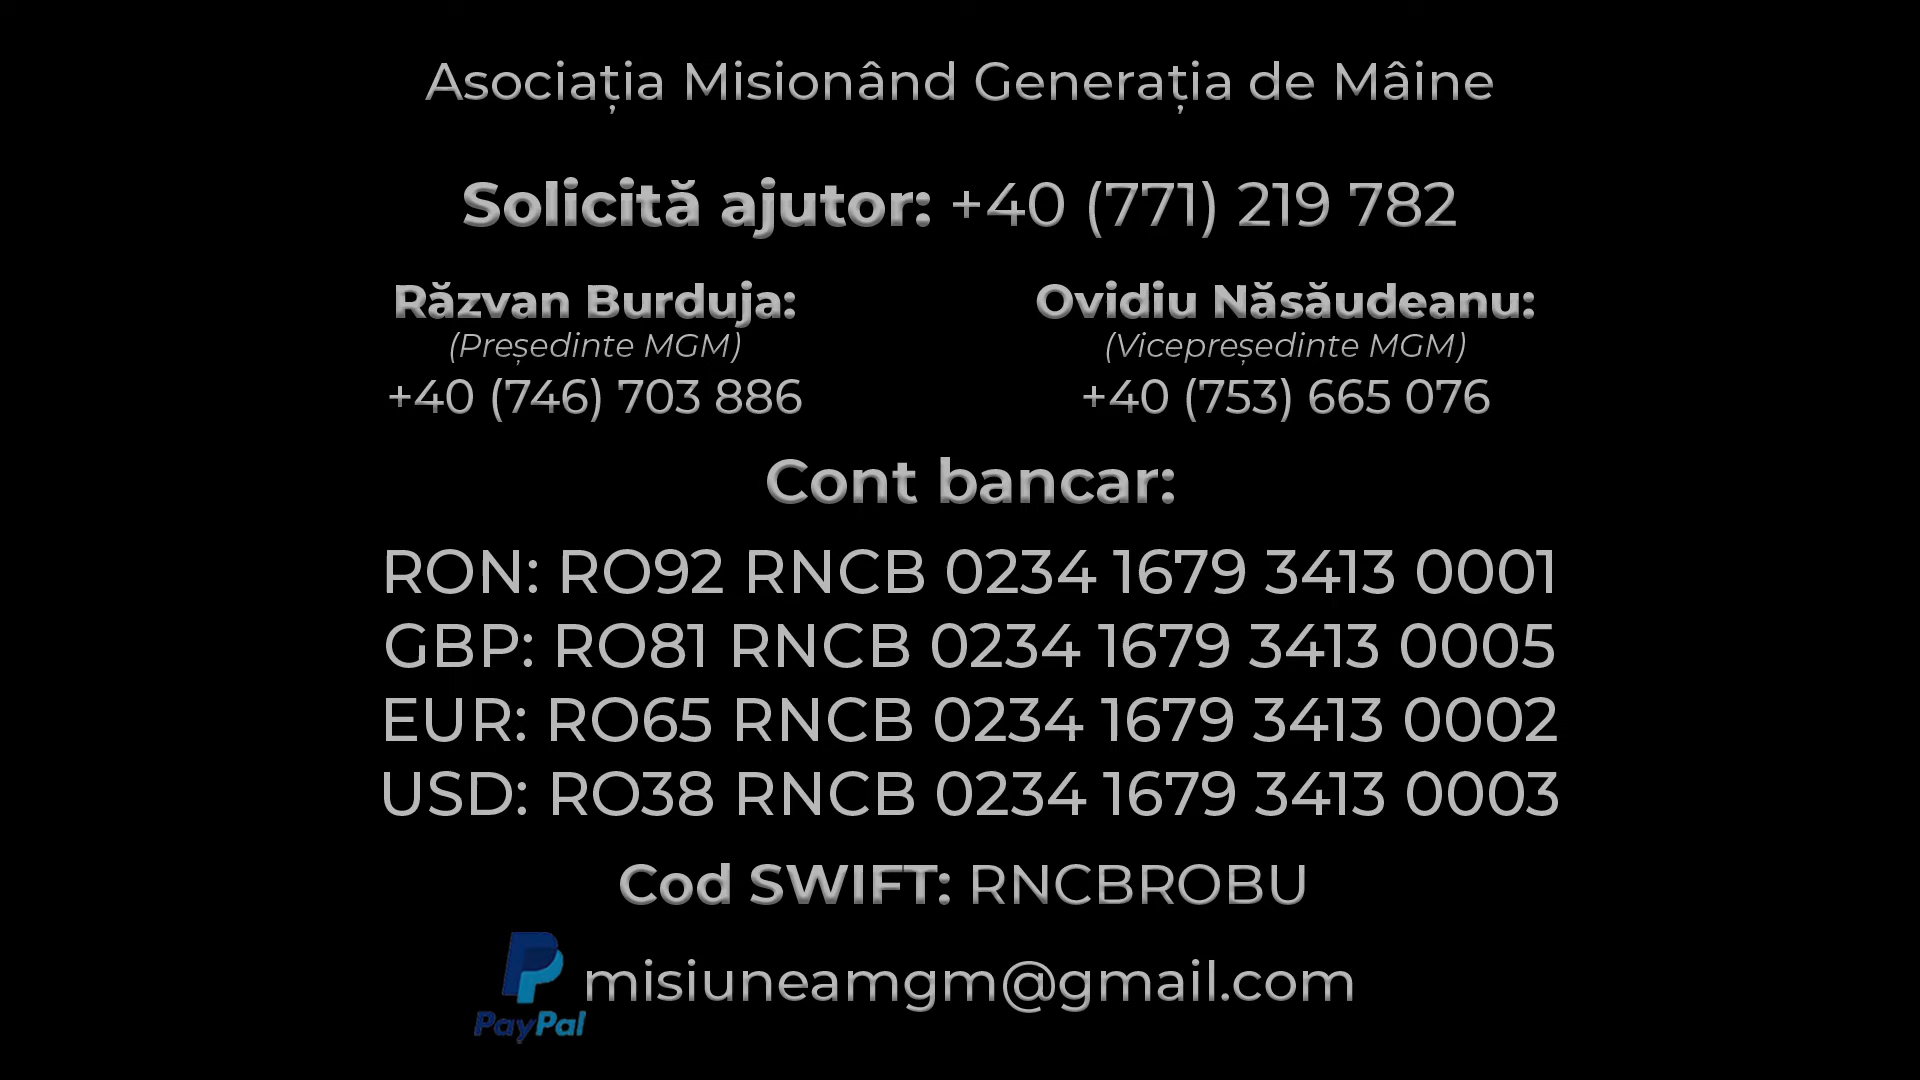 Asociația Misionând Generația de Mâine
Solicită ajutor: +40 (771) 219 782
Răzvan Burduja:
(Președinte MGM)
+40 (746) 703 886
Ovidiu Năsăudeanu:
(Vicepreședinte MGM)
+40 (753) 665 076
Cont bancar:
RON: RO92 RNCB 0234 1679 3413 0001
GBP: RO81 RNCB 0234 1679 3413 0005
EUR: RO65 RNCB 0234 1679 3413 0002
USD: RO38 RNCB 0234 1679 3413 0003
Cod SWIFT: RNCBROBU
PayPal misiuneamgm@gmail.com